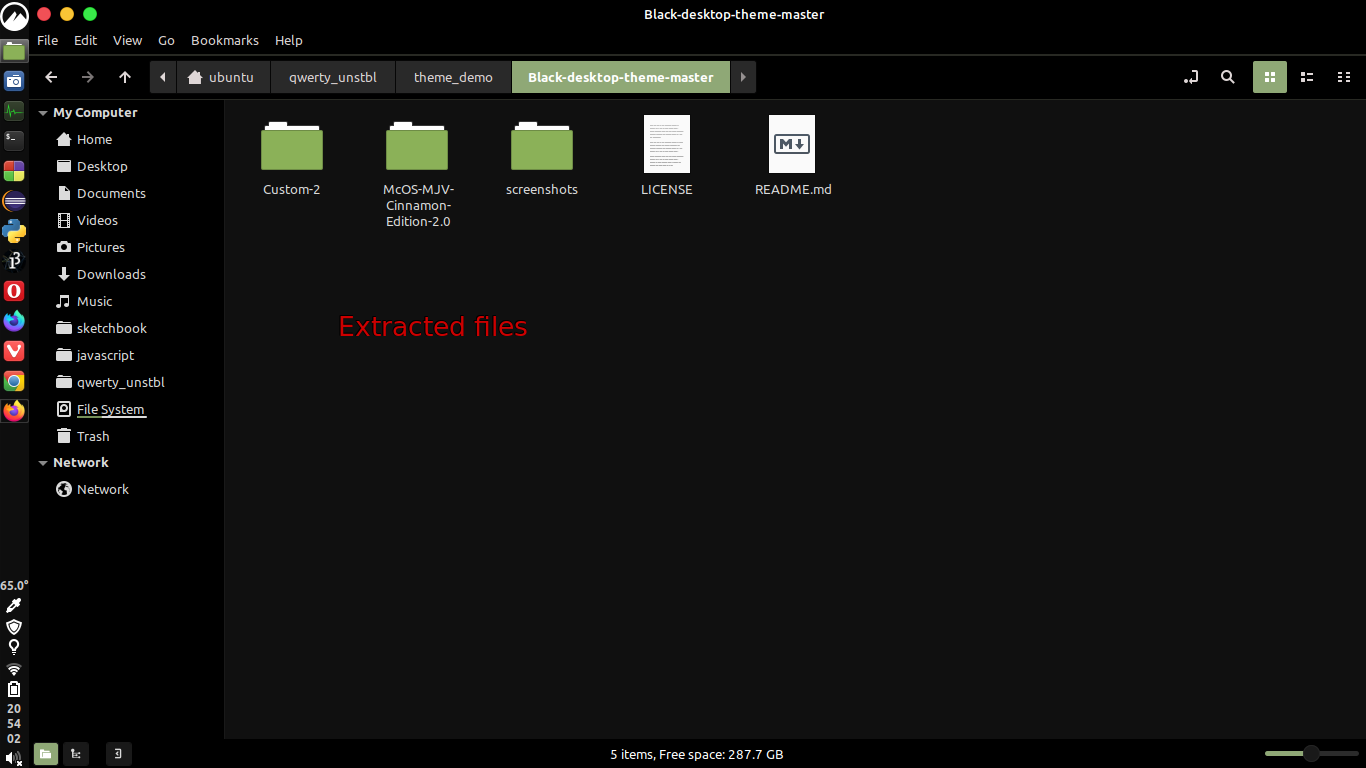 Black-desktop-theme-master
File Edit View Go Bookmarks Help
ubuntu qwerty_unstbl theme_demo Black-desktop-theme-master
My Computer
Home
Desktop
Documents
Videos
Pictures
Downloads
Music
sketchbook
javascript
qwerty_unstbl
File System
Trash
Network
Network
Custom-2
McOS-MJV-
Cinnamon-
Edition-2.0
screenshots
LICENSE
README.md
Extracted files
65.0°
20
54
02
5 items, Free space: 287.7 GB